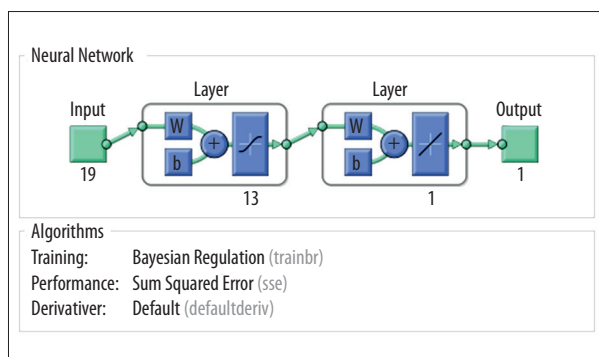 Neural Network
Layer Layer
Input Output
W W
+ +
b b
19 1
13 1
Algorithms
Training: Bayesian Regulation (trainbr)
Performance: Sum Squared Error (sse)
Derivativer: Default (defaultderiv)